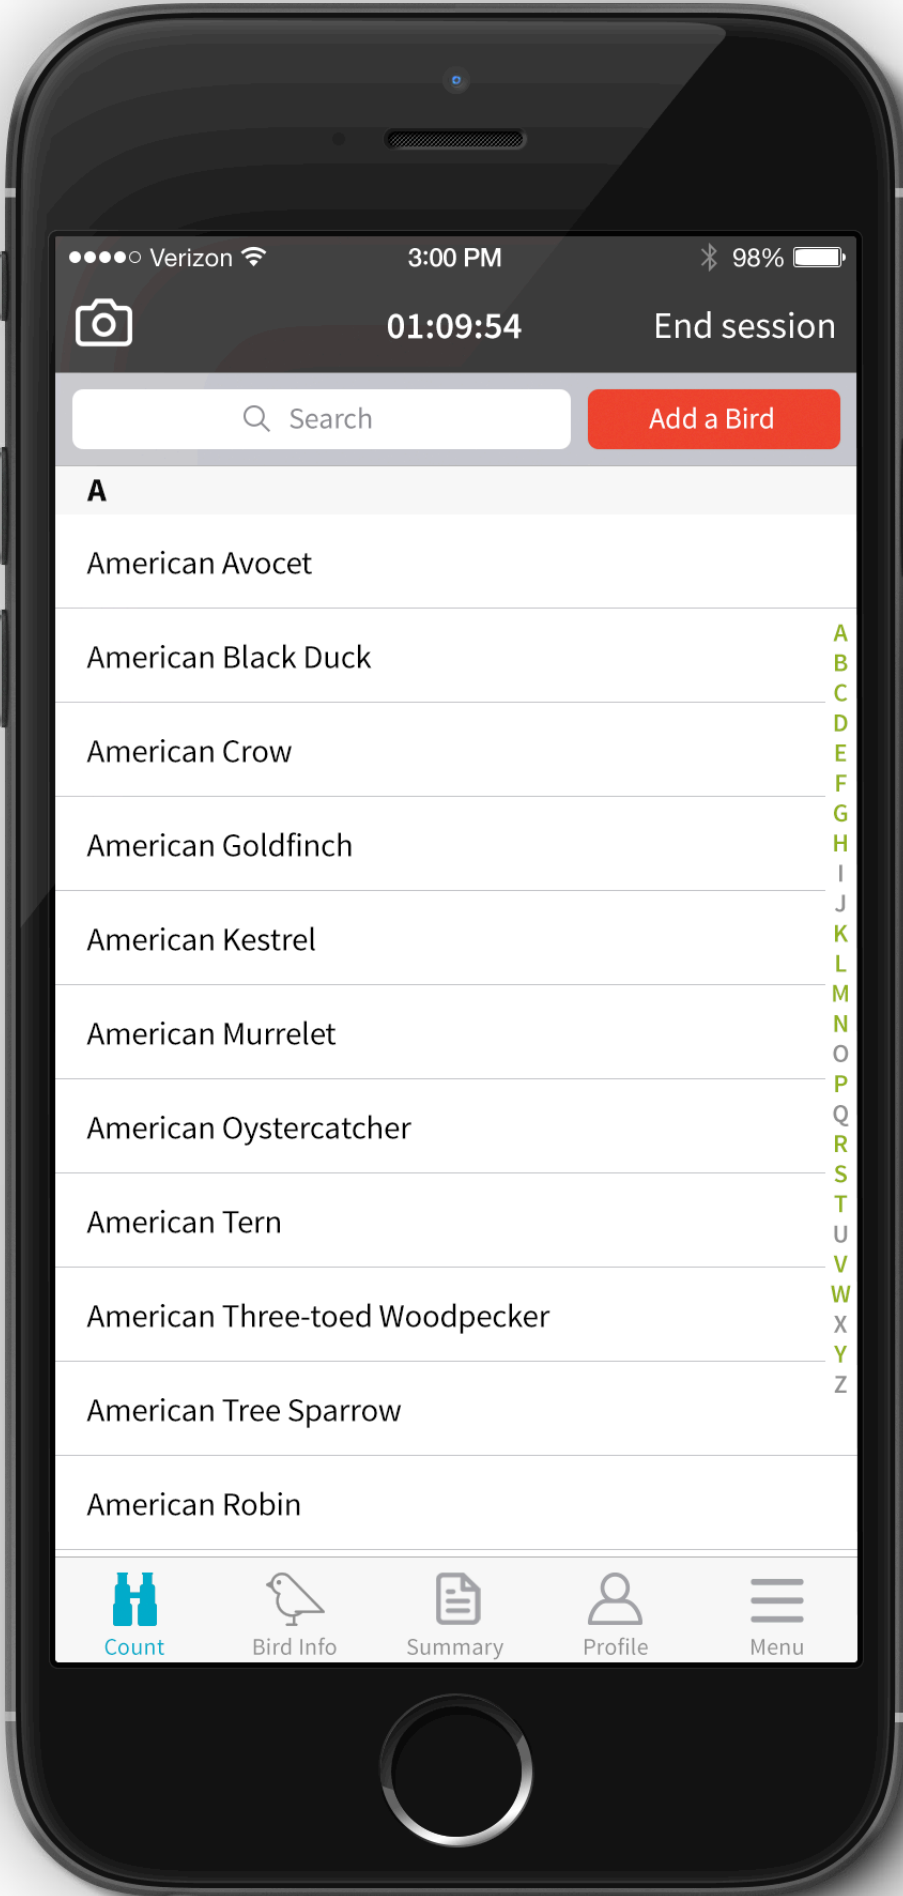 Verizon 3:00 PM 98%
01:09:54 End session
Search Add a Bird
A
American Avocet
American Black Duck
American Crow
American Goldfinch
American Kestrel
American Murrelet
American Oystercatcher
American Tern
American Three-toed Woodpecker
American Tree Sparrow
American Robin
A
B
C
D
E
F
G
H
I
J
K
L
M
N
O
P
Q
R
S
T
U
V
W
X
Y
Z
Count Bird Info Summary Profile Menu